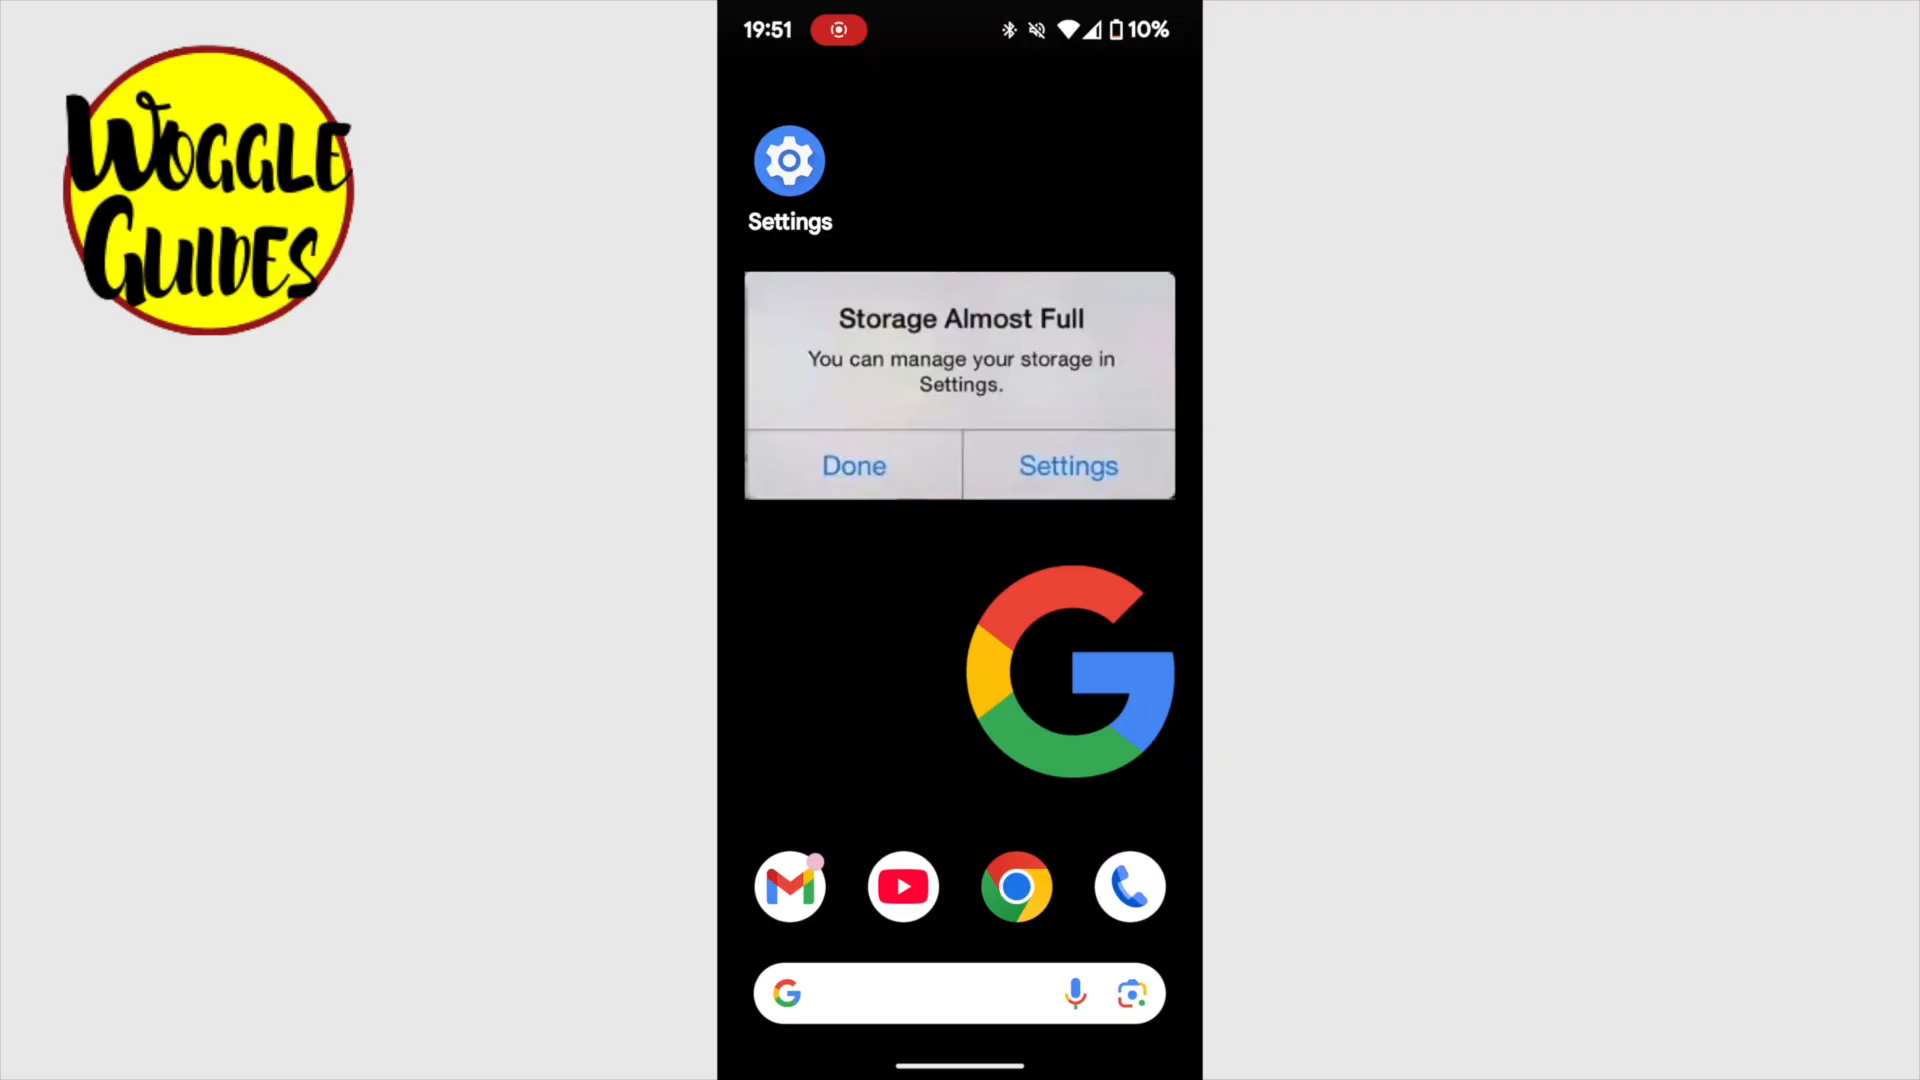 WOGGLE
GUIDES
19:51
10%
Settings
Storage Almost Full
You can manage your storage in
Settings.
Done
Settings